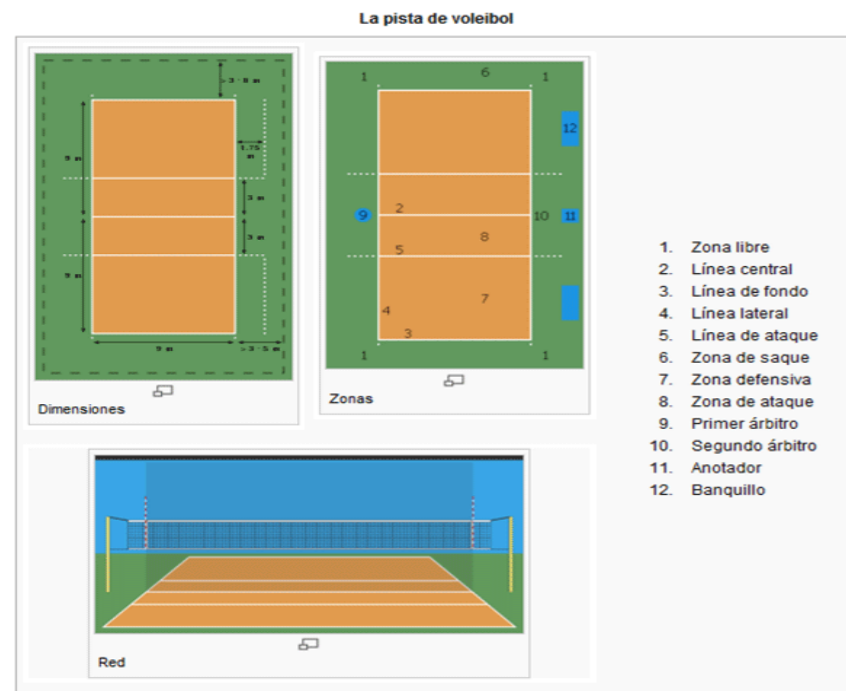 La pista de voleibol
> 3 - 8 m
9 m
1.75
m
3 m
3 m
9 m
9 m
> 3 - 5 m
Dimensiones
1
6
1
12
2
9
10
11
8
5
7
4
3
1
1
Zonas
Red
1. Zona libre
2. Línea central
3. Línea de fondo
4. Línea lateral
5. Línea de ataque
6. Zona de saque
7. Zona defensiva
8. Zona de ataque
9. Primer árbitro
10. Segundo árbitro
11. Anotador
12. Banquillo